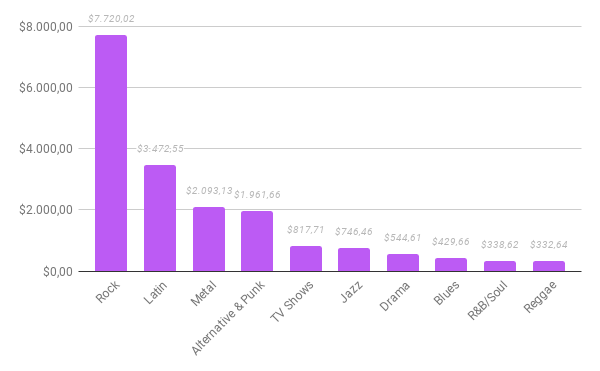 $8.000,00
$6.000,00
$4.000,00
$2.000,00
$0,00
$7.720,02
$3.472,55
$2.093,13
$1.961,66
$817,71
$746,46
$544,61
$429,66
$338,62
$332,64
Rock
Latin
Metal
Alternative & Punk
TV Shows
Jazz
Drama
Blues
R&B/Soul
Reggae